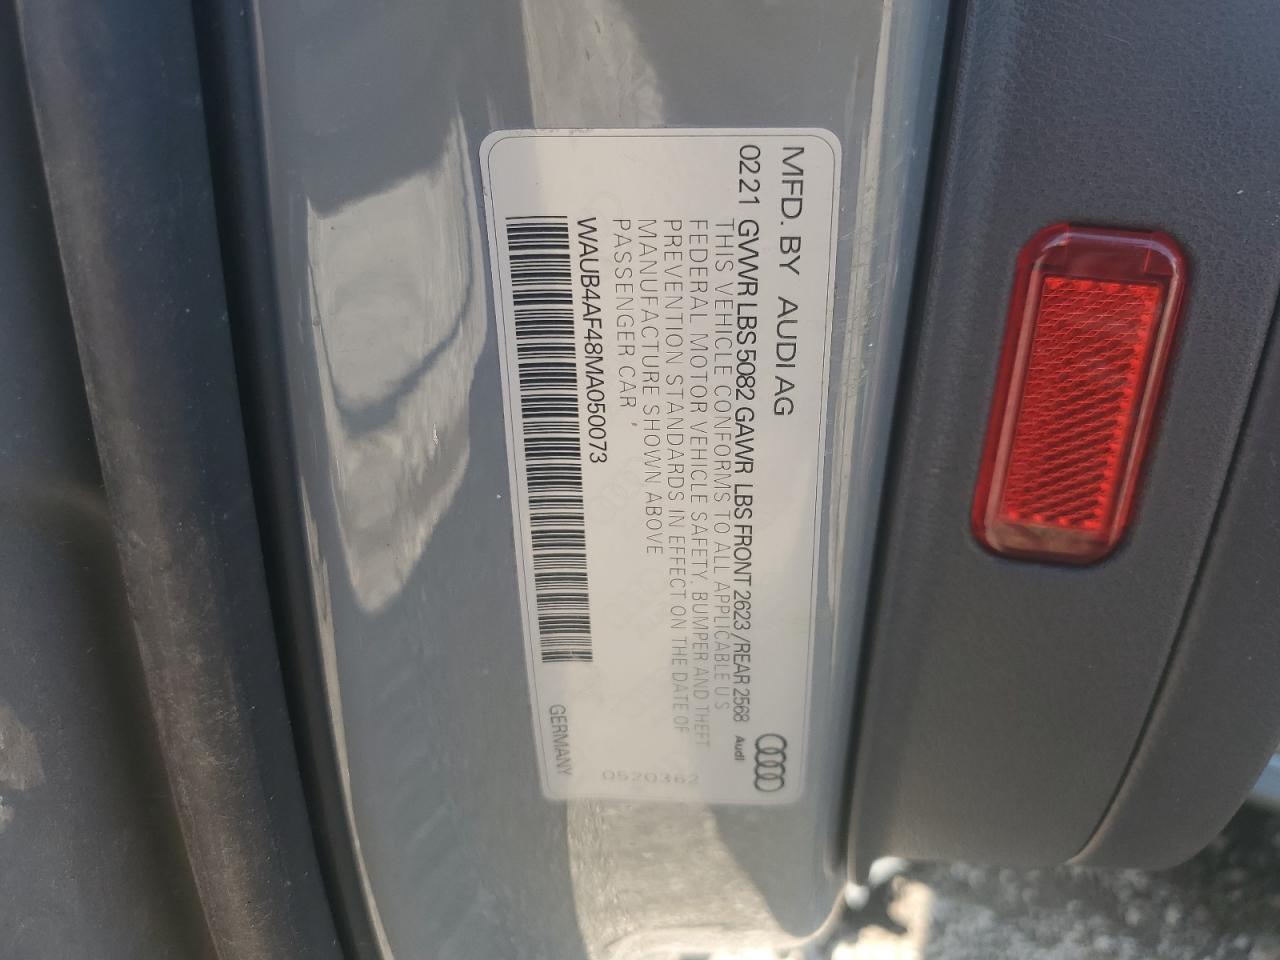 MFD. BY AUDI AG
02 21 GVWR LBS 5082 GAWR LBS FRONT 2623 /REAR 2568
THIS VEHICLE CONFORMS TO ALL APPLICABLE U S
FEDERAL MOTOR VEHICLE SAFETY. BUMPER AND THEFT
PREVENTION STANDARDS IN EFFECT ON THE DATE OF
MANUFACTURE SHOWN ABOVE
PASSENGER CAR,
WAUB4AF48MA050073
Audi
0520362
GERMANY